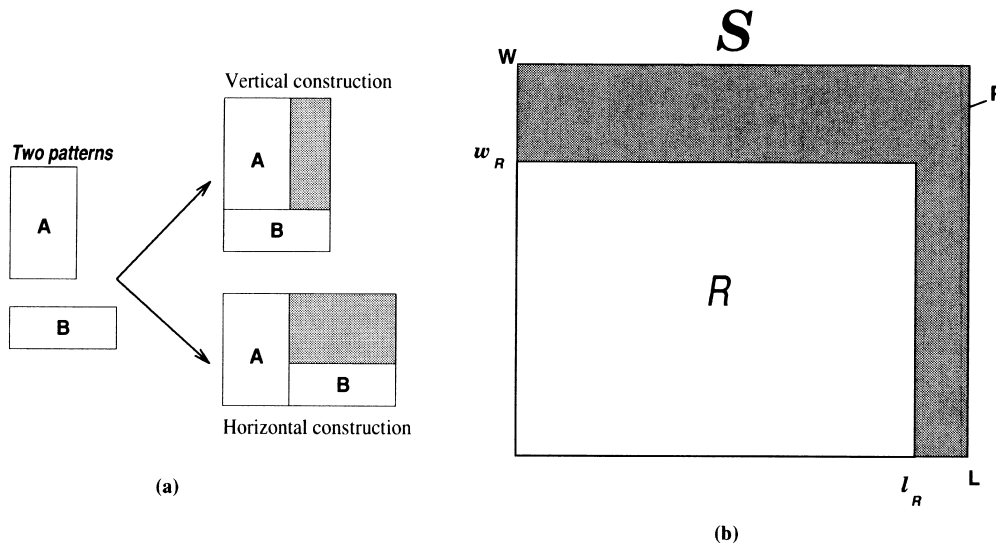 Two patterns
A
B
Vertical construction
A
B
A
B
Horizontal construction
(a)
S
W
w_R
R
l_R
L
(b)